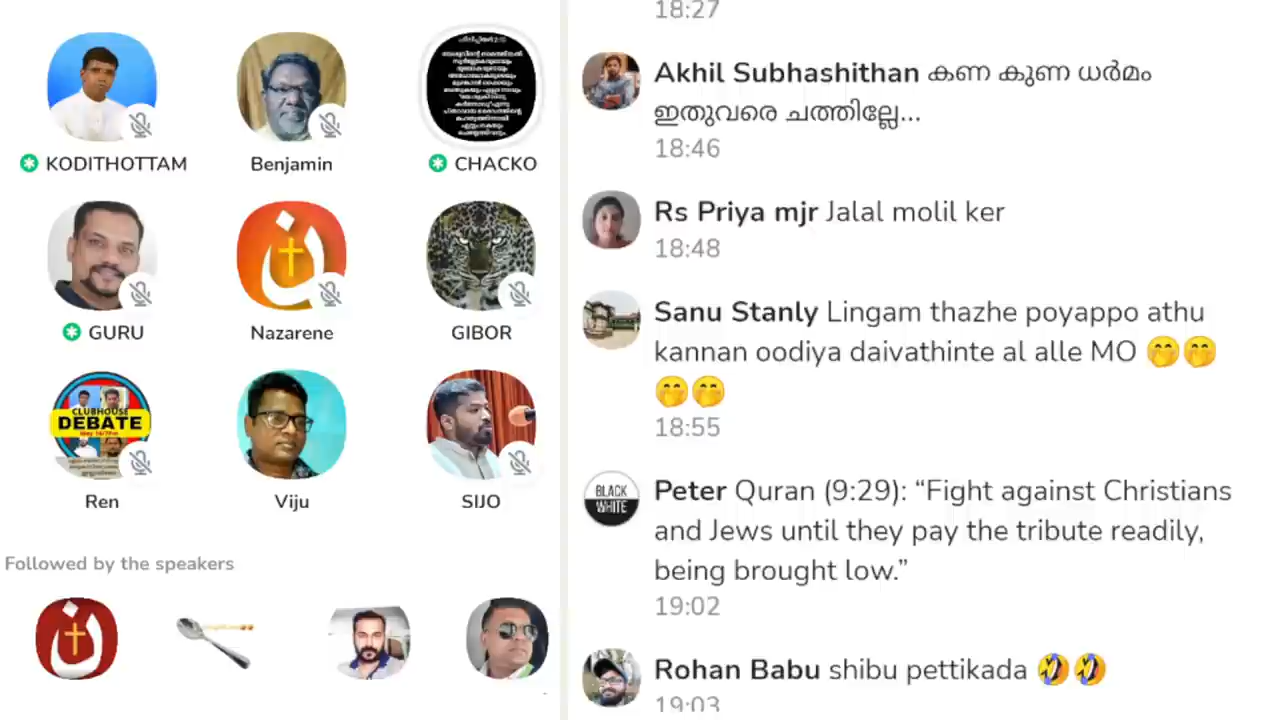 KODITHOTTAM
Benjamin
CHACKO
GURU
Nazarene
GIBOR
CLUBHOUSE
DEBATE
Ren
Viju
SIJO
Followed by the speakers
18:27
Akhil Subhashithan കണ കുണ ധർമം
ഇതുവരെ ചത്തില്ലേ...
18:46
Rs Priya mjr Jalal molil ker
18:48
Sanu Stanly Lingam thazhe poyappo athu
kannan oodiya daivathinte al alle MO 🤭🤭
🤭🤭
18:55
BLACK
WHITE
Peter Quran (9:29): “Fight against Christians
and Jews until they pay the tribute readily,
being brought low.”
19:02
Rohan Babu shibu pettikada 🤣🤣
19:03